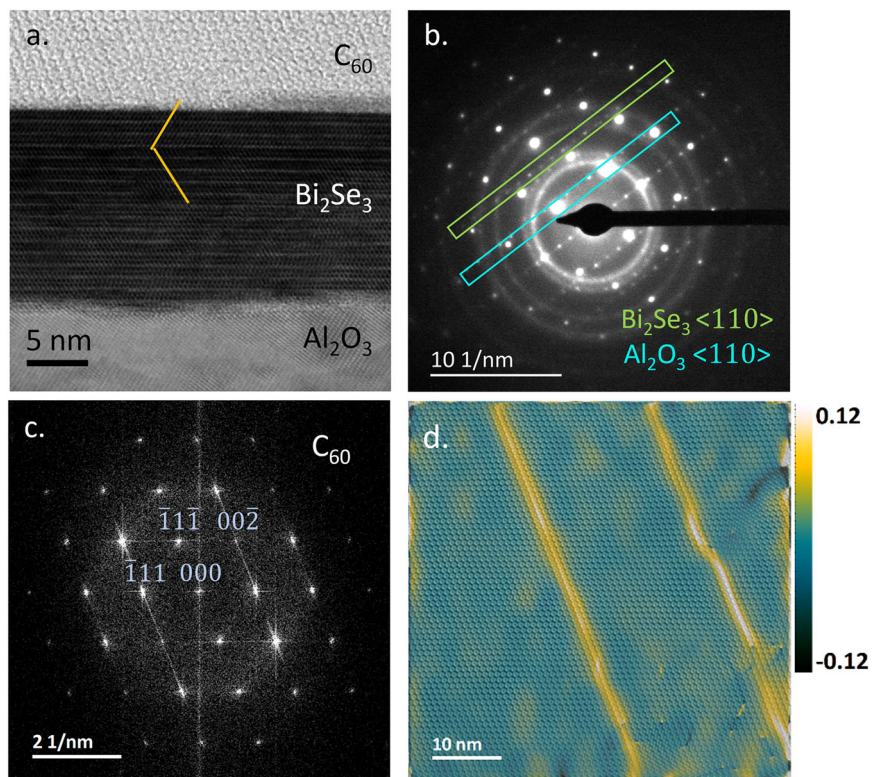 a.
C₆₀
Bi₂Se₃
Al₂O₃
5 nm
b.
Bi₂Se₃ <110>
Al₂O₃ <110>
10 1/nm
c.
C₆₀
1̅11̅ 002̅
1̅11 000
2 1/nm
d.
10 nm
0.12
-0.12